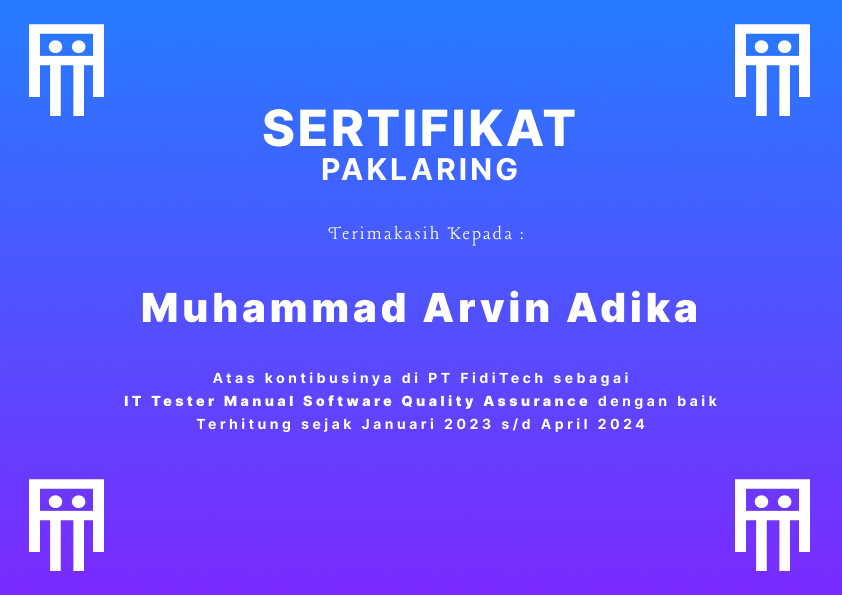 SERTIFIKAT
PAKLARING
Terimakasih Kepada :
Muhammad Arvin Adika
Atas kontibusinya di PT FidiTech sebagai
IT Tester Manual Software Quality Assurance dengan baik
Terhitung sejak Januari 2023 s/d April 2024